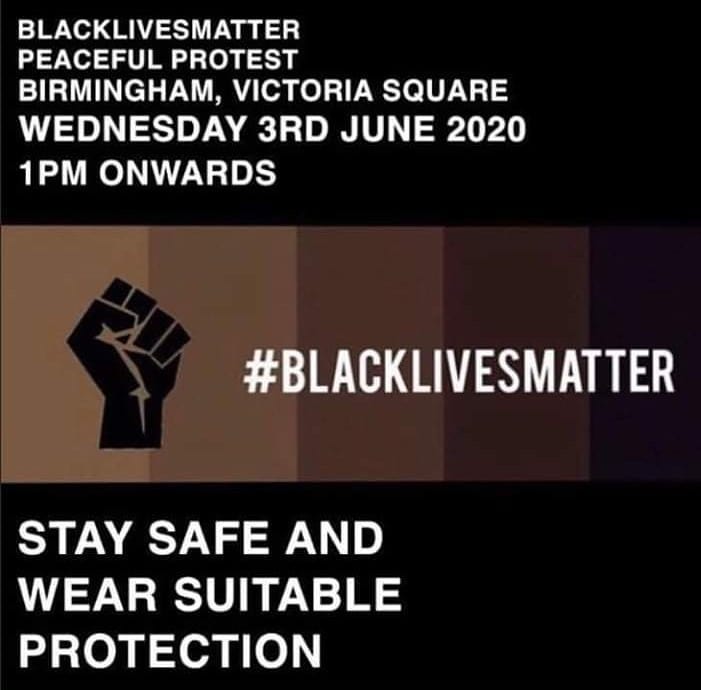 BLACKLIVESMATTER
PEACEFUL PROTEST
BIRMINGHAM, VICTORIA SQUARE
WEDNESDAY 3RD JUNE 2020
1PM ONWARDS
#BLACKLIVESMATTER
STAY SAFE AND
WEAR SUITABLE
PROTECTION